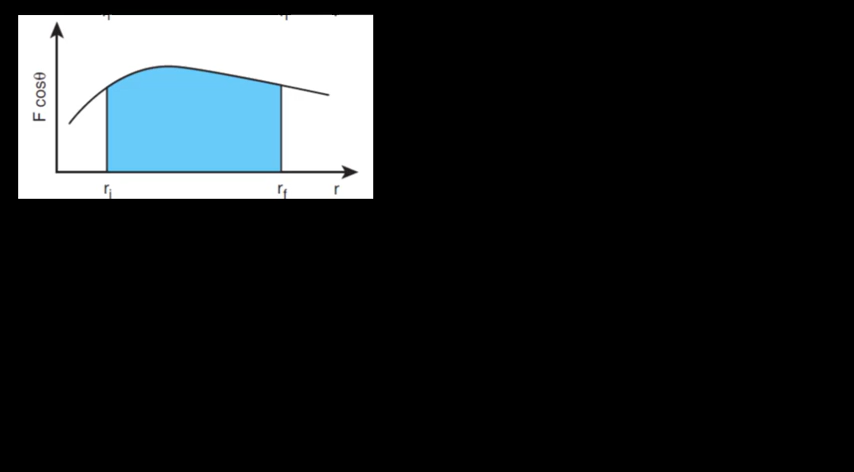 F cosθ
r_i r_f r